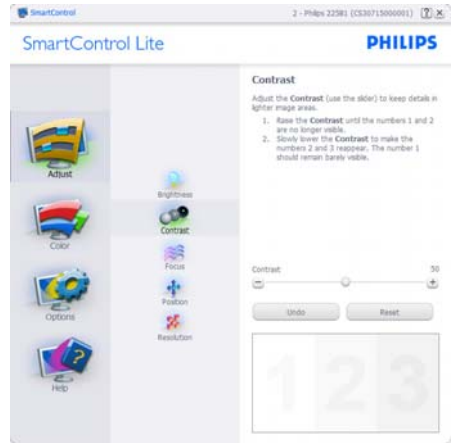 SmartControl
2 - Philips 225B1 (CS30715000001)
SmartControl Lite
PHILIPS
Adjust
Color
Options
Help
Brightness
Contrast
Focus
Position
Resolution
Contrast
Adjust the Contrast (use the slider) to keep details in
lighter image areas.
1. Raise the Contrast until the numbers 1 and 2
are no longer visible.
2. Slowly lower the Contrast to make the
numbers 2 and 3 reappear. The number 1
should remain barely visible.
Contrast
50
Undo
Reset
1 2 3